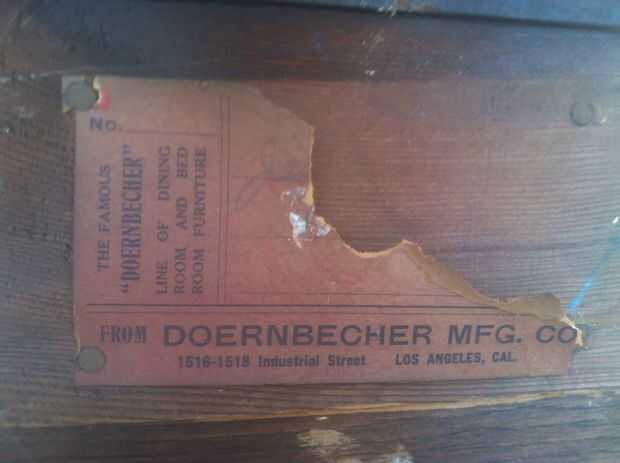 No.
THE FAMOUS
"DOERNBECHER"
LINE OF DINING
ROOM AND BED
ROOM FURNITURE
FROM DOERNBECHER MFG. CO
1516-1518 Industrial Street LOS ANGELES, CAL.